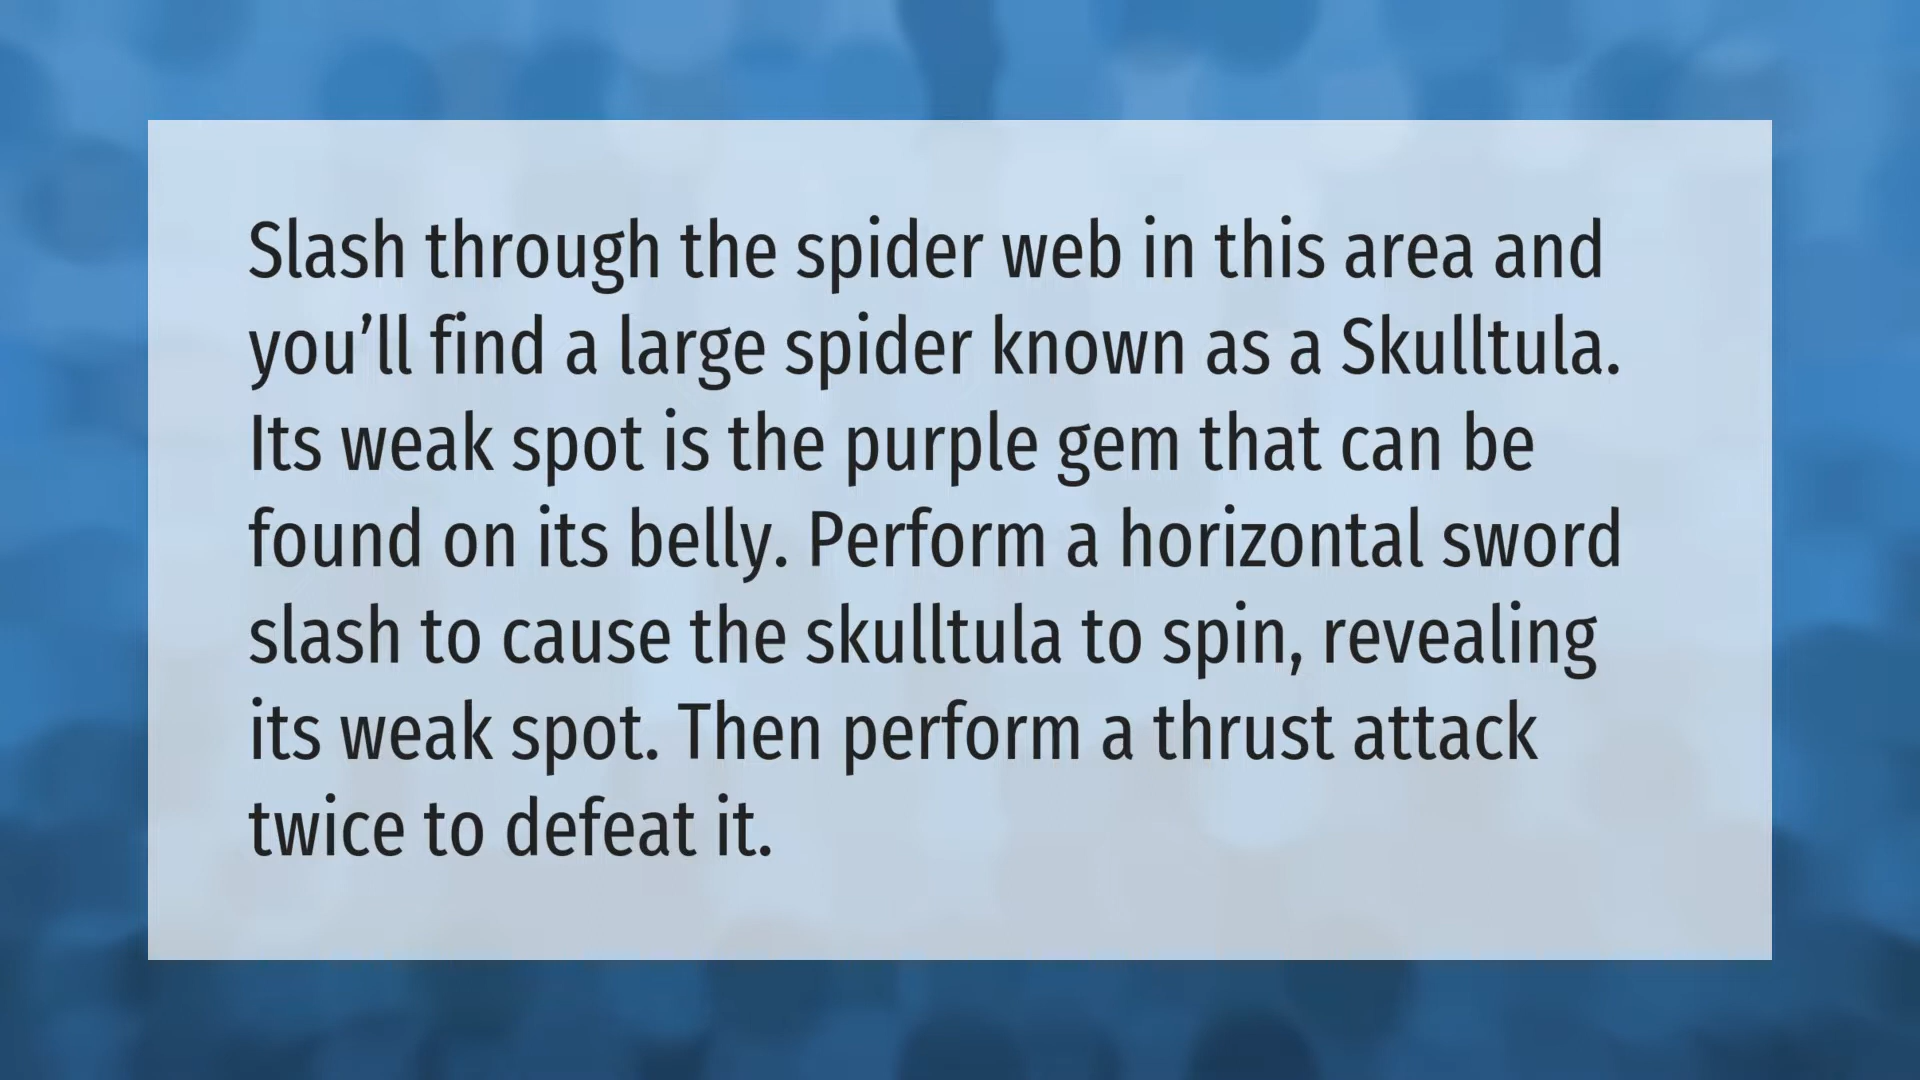 Slash through the spider web in this area and
you’ll find a large spider known as a Skulltula.
Its weak spot is the purple gem that can be
found on its belly. Perform a horizontal sword
slash to cause the skulltula to spin, revealing
its weak spot. Then perform a thrust attack
twice to defeat it.